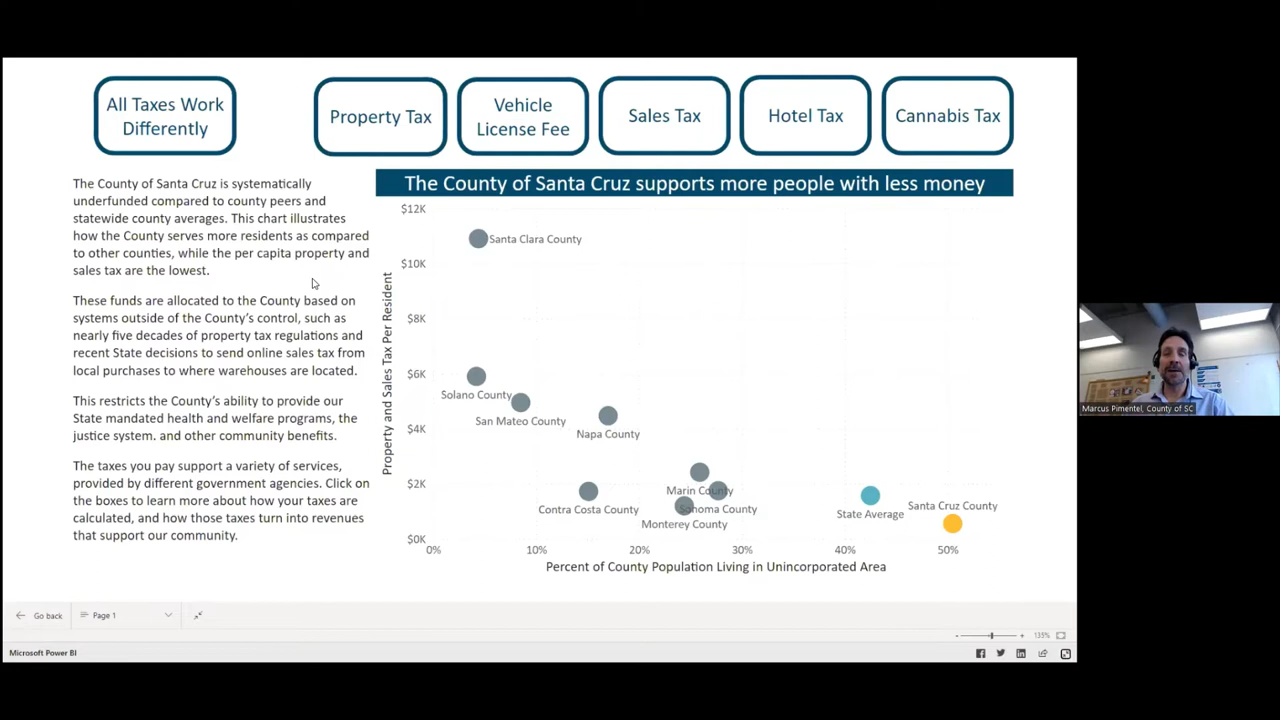 All Taxes Work
Differently
Property Tax
Vehicle
License Fee
Sales Tax
Hotel Tax
Cannabis Tax
The County of Santa Cruz is systematically
underfunded compared to county peers and
statewide county averages. This chart illustrates
how the County serves more residents as compared
to other counties, while the per capita property and
sales tax are the lowest.
These funds are allocated to the County based on
systems outside of the County's control, such as
nearly five decades of property tax regulations and
recent State decisions to send online sales tax from
local purchases to where warehouses are located.
This restricts the County's ability to provide our
State mandated health and welfare programs, the
justice system. and other community benefits.
The taxes you pay support a variety of services,
provided by different government agencies. Click on
the boxes to learn more about how your taxes are
calculated, and how those taxes turn into revenues
that support our community.
The County of Santa Cruz supports more people with less money
Property and Sales Tax Per Resident
$12K
$10K
$8K
$6K
$4K
$2K
$0K
Santa Clara County
Solano County
San Mateo County
Napa County
Contra Costa County
Marin County
Sonoma County
Monterey County
State Average
Santa Cruz County
0%
10%
20%
30%
40%
50%
Percent of County Population Living in Unincorporated Area
Marcus Pimentel, County of SC
Go back
Page 1
- + 135%
Microsoft Power BI